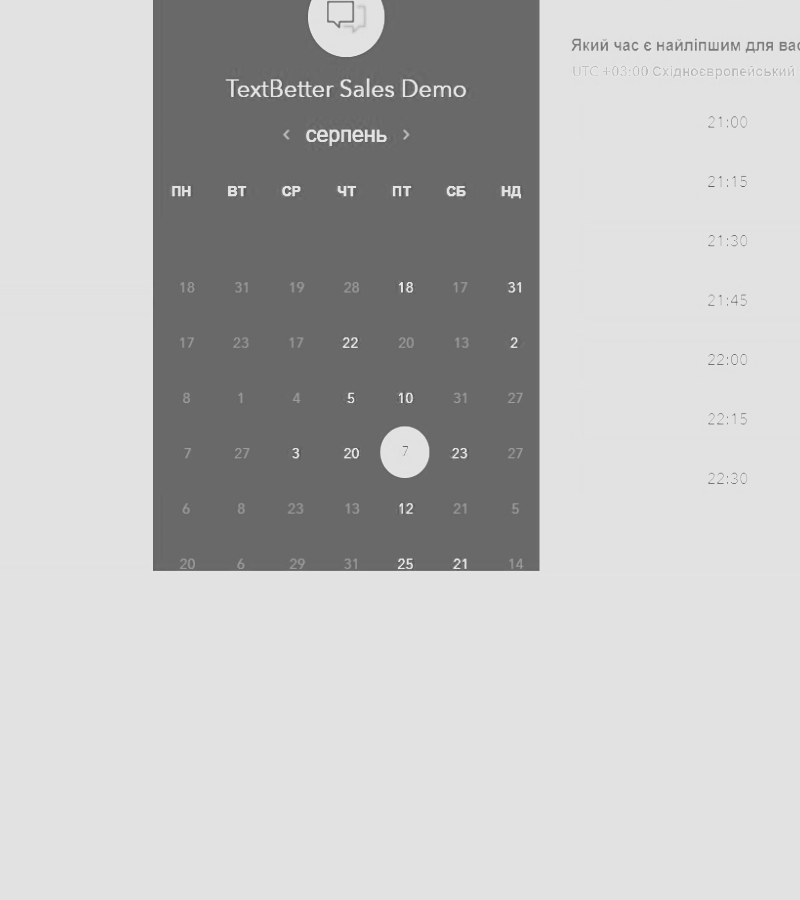 TextBetter Sales Demo
‹ серпень ›
ПН ВТ СР ЧТ ПТ СБ НД
18 31 19 28 18 17 31
17 23 17 22 20 13 2
8 1 4 5 10 31 27
7 27 3 20 7 23 27
6 8 23 13 12 21 5
20 6 29 31 25 21 14
Який час є найліпшим для вас
UTC +03:00 Східноєвропейський
21:00
21:15
21:30
21:45
22:00
22:15
22:30